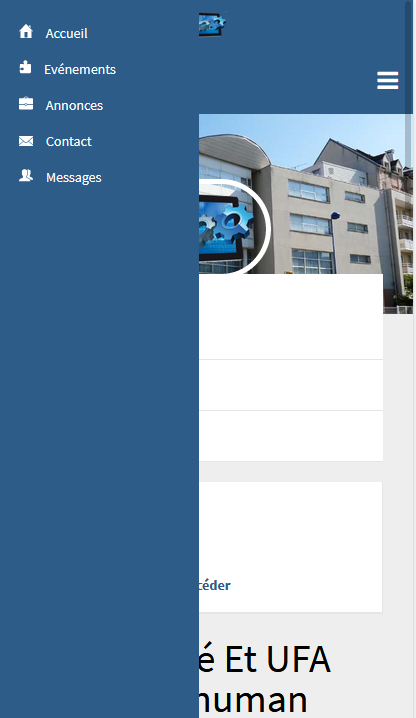 Accueil
Evénements
Annonces
Contact
Messages
céder
é Et UFA
human